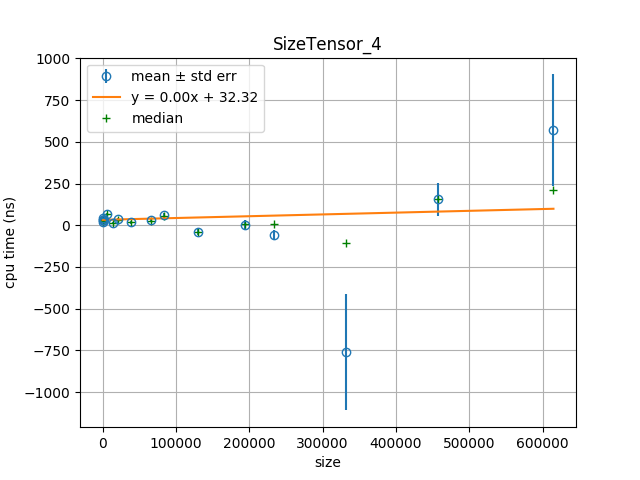 SizeTensor_4
mean ± std err
y = 0.00x + 32.32
median
1000
750
500
250
0
−250
−500
−750
−1000
cpu time (ns)
0 100000 200000 300000 400000 500000 600000
size